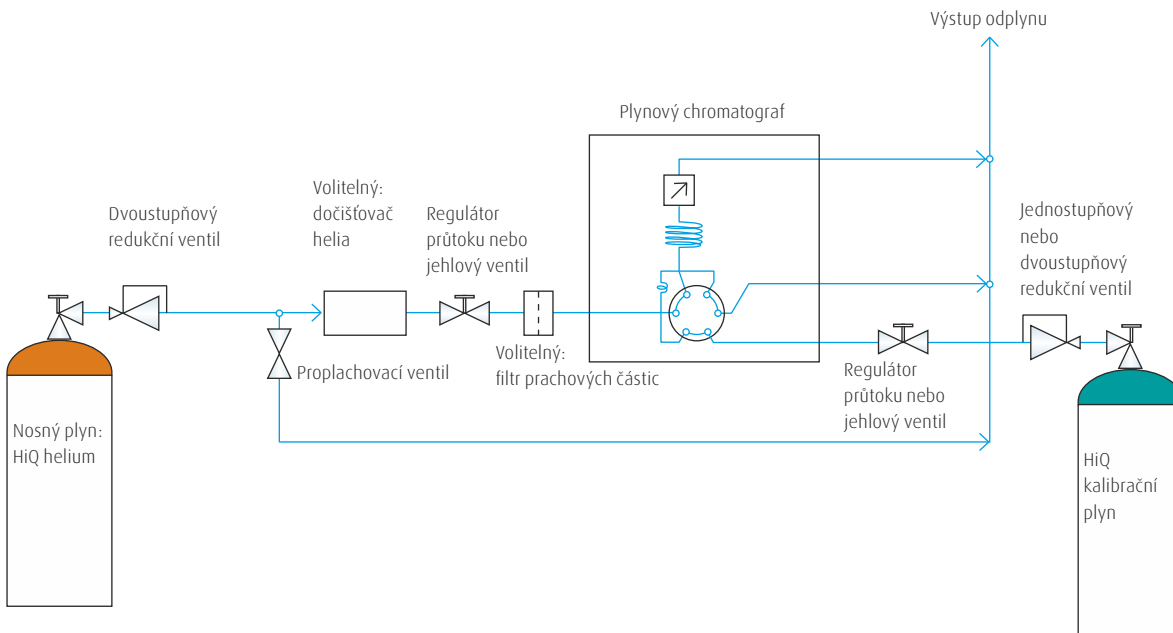 Výstup odplynu
Plynový chromatograf
Dvoustupňový
redukční ventil
Volitelný:
dočišťovač
helia
Regulátor
průtoku nebo
jehlový ventil
Jednostupňový
nebo
dvoustupňový
redukční ventil
Proplachovací ventil
Volitelný:
filtr prachových částic
Regulátor
průtoku nebo
jehlový ventil
Nosný plyn:
HiQ helium
HiQ
kalibrační
plyn